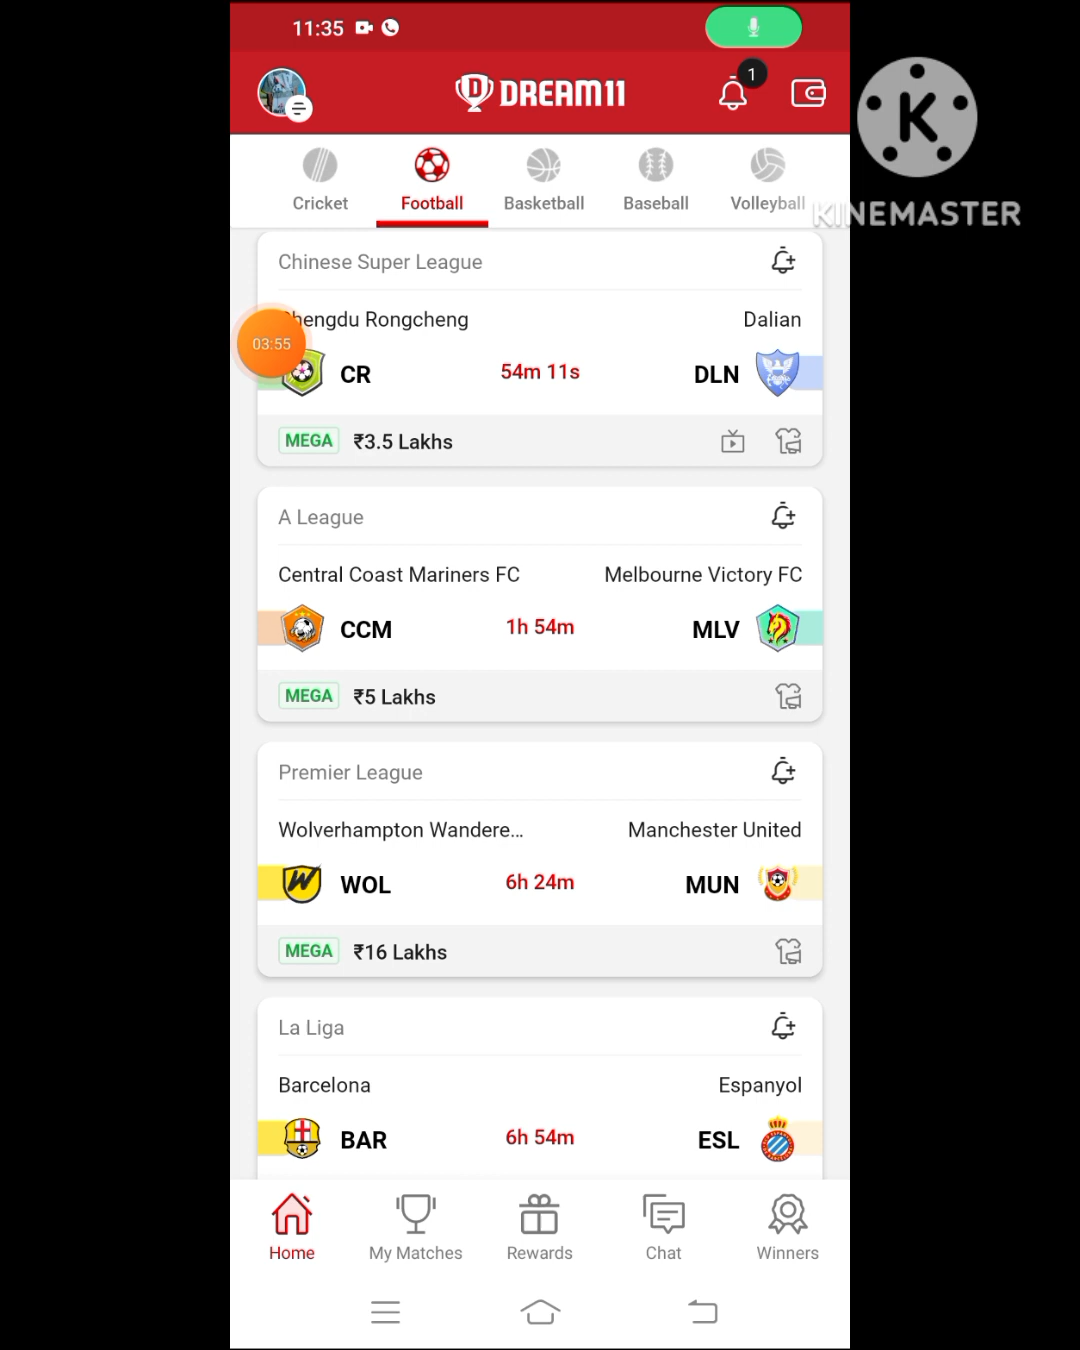 11:35
DREAM11
1
Cricket Football Basketball Baseball Volleyball
KINEMASTER
K
Chinese Super League
03:55
hengdu Rongcheng Dalian
CR 54m 11s DLN
MEGA ₹3.5 Lakhs
A League
Central Coast Mariners FC Melbourne Victory FC
CCM 1h 54m MLV
MEGA ₹5 Lakhs
Premier League
Wolverhampton Wandere... Manchester United
WOL 6h 24m MUN
MEGA ₹16 Lakhs
La Liga
Barcelona Espanyol
BAR 6h 54m ESL
Home My Matches Rewards Chat Winners